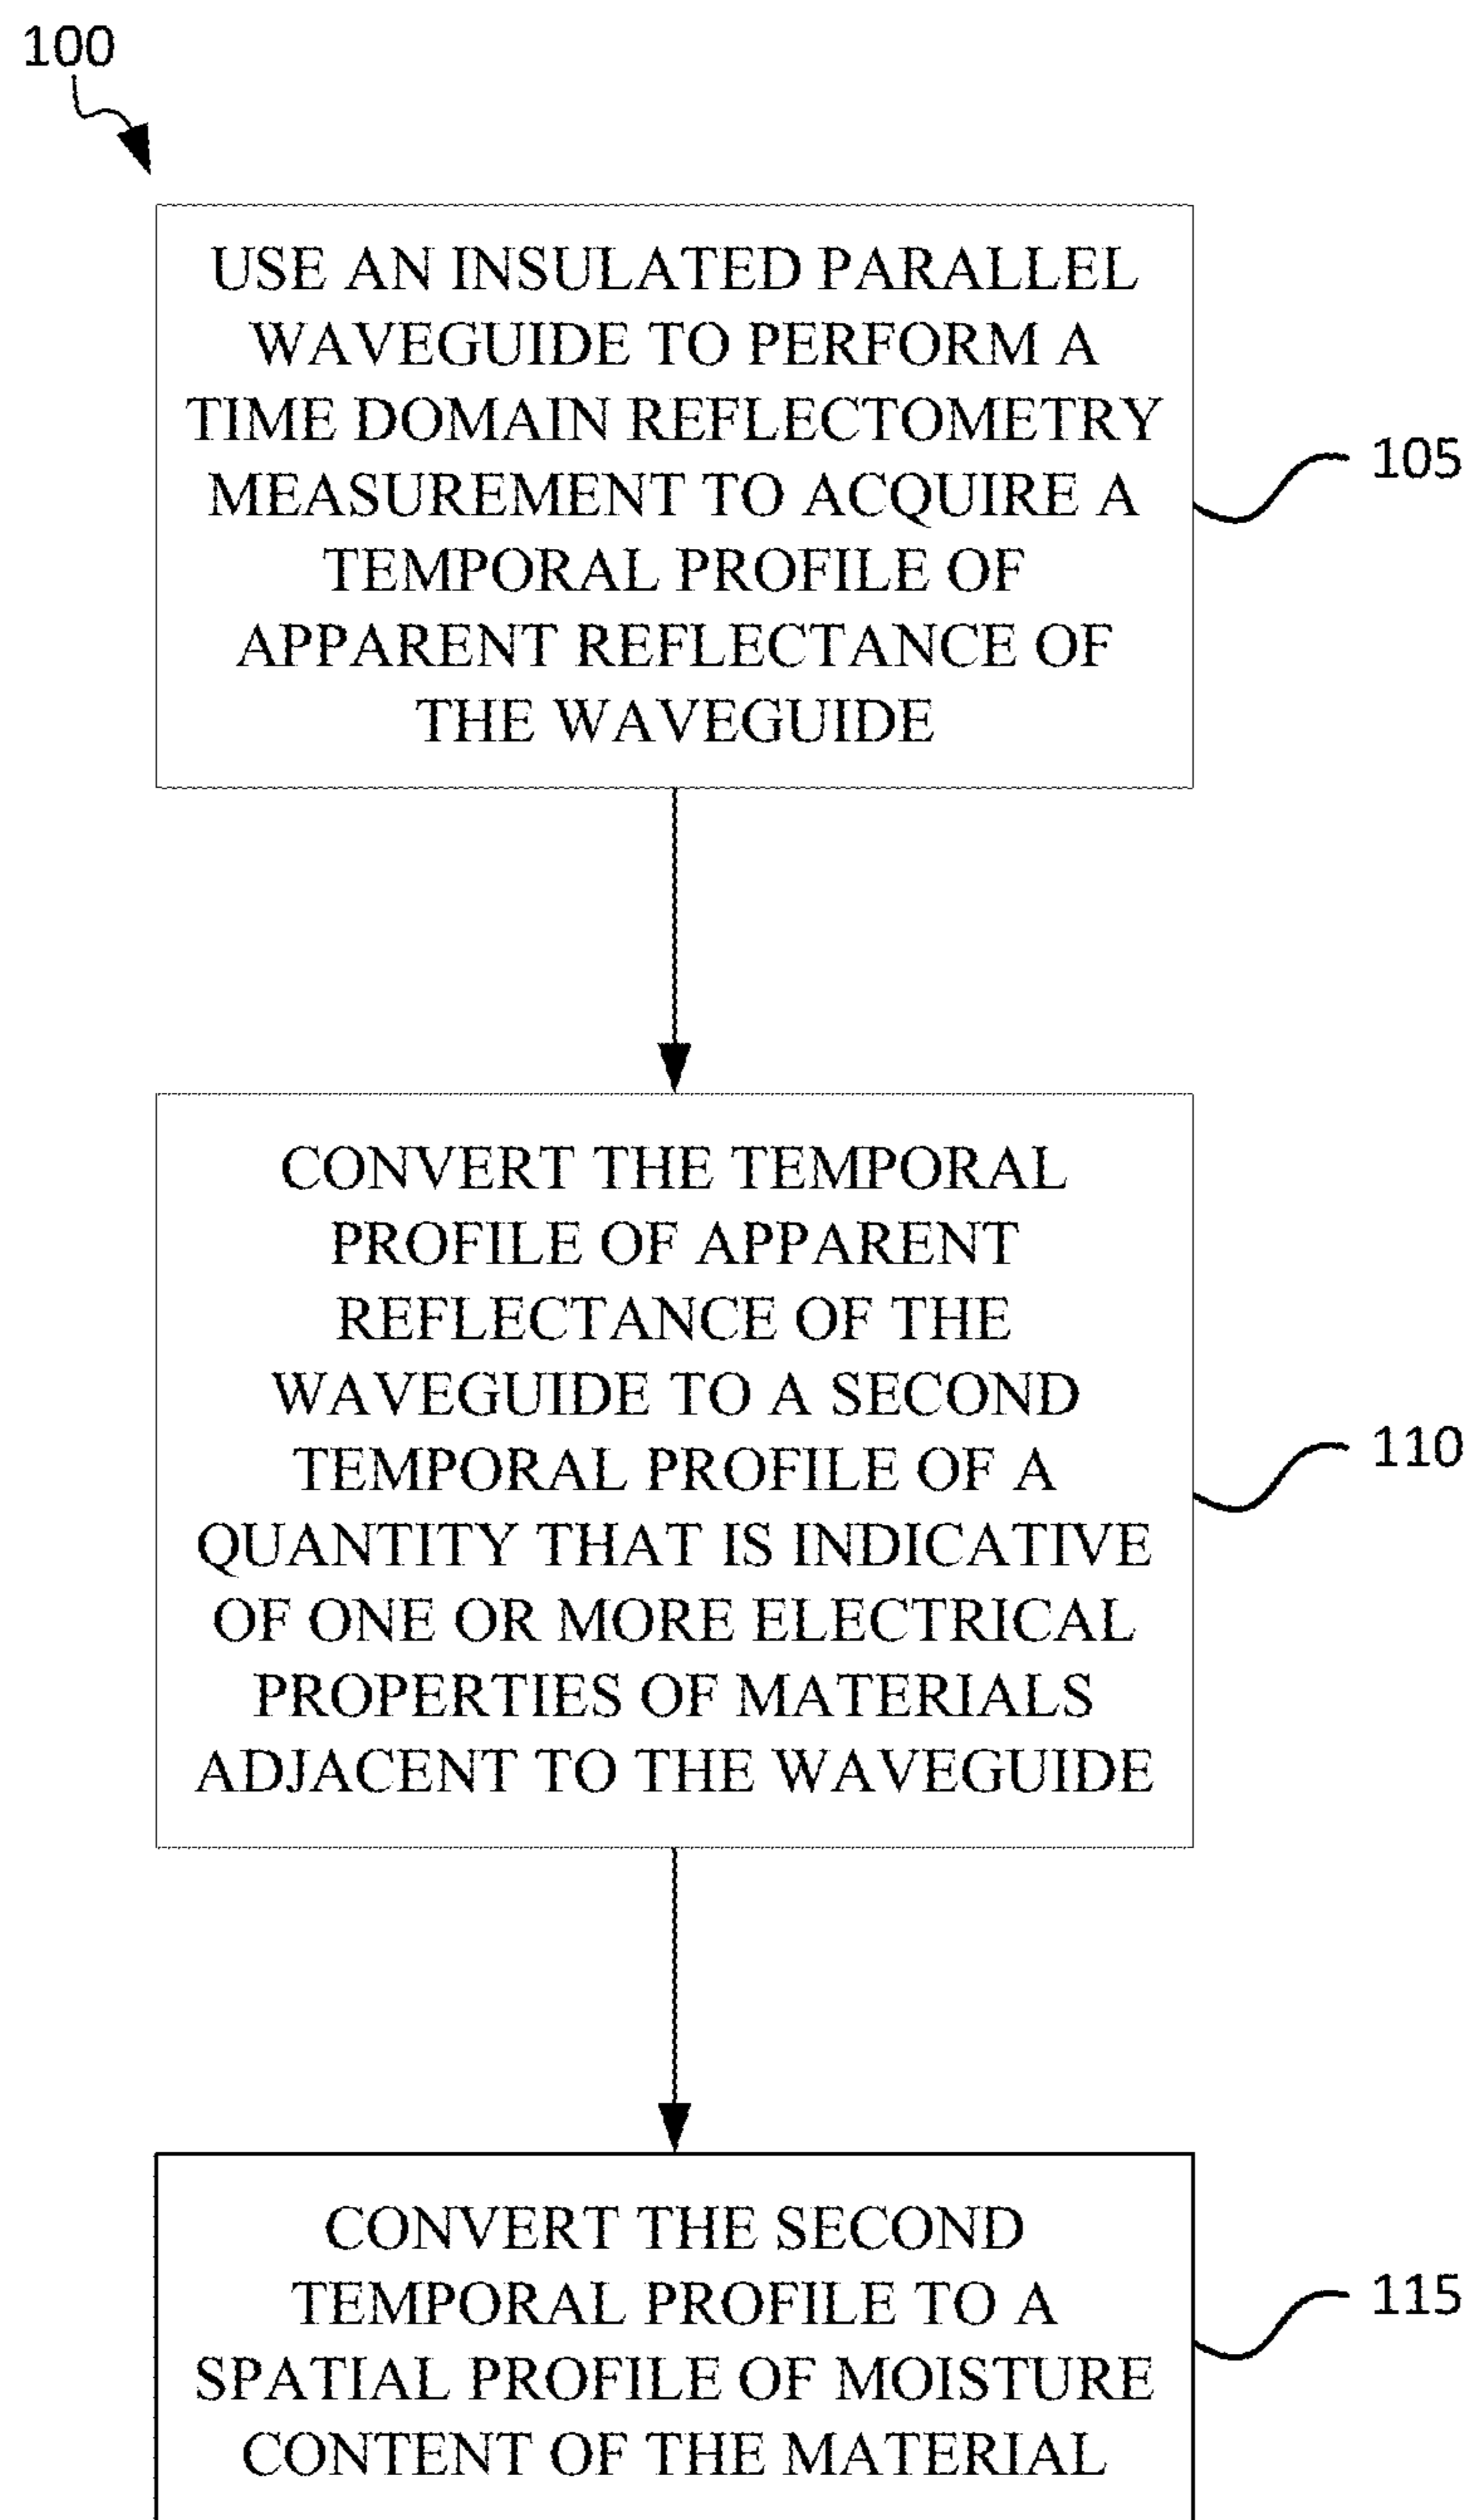 100
USE AN INSULATED PARALLEL
WAVEGUIDE TO PERFORM A
TIME DOMAIN REFLECTOMETRY
MEASUREMENT TO ACQUIRE A
TEMPORAL PROFILE OF
APPARENT REFLECTANCE OF
THE WAVEGUIDE
105
CONVERT THE TEMPORAL
PROFILE OF APPARENT
REFLECTANCE OF THE
WAVEGUIDE TO A SECOND
TEMPORAL PROFILE OF A
QUANTITY THAT IS INDICATIVE
OF ONE OR MORE ELECTRICAL
PROPERTIES OF MATERIALS
ADJACENT TO THE WAVEGUIDE
110
CONVERT THE SECOND
TEMPORAL PROFILE TO A
SPATIAL PROFILE OF MOISTURE
CONTENT OF THE MATERIAL
115